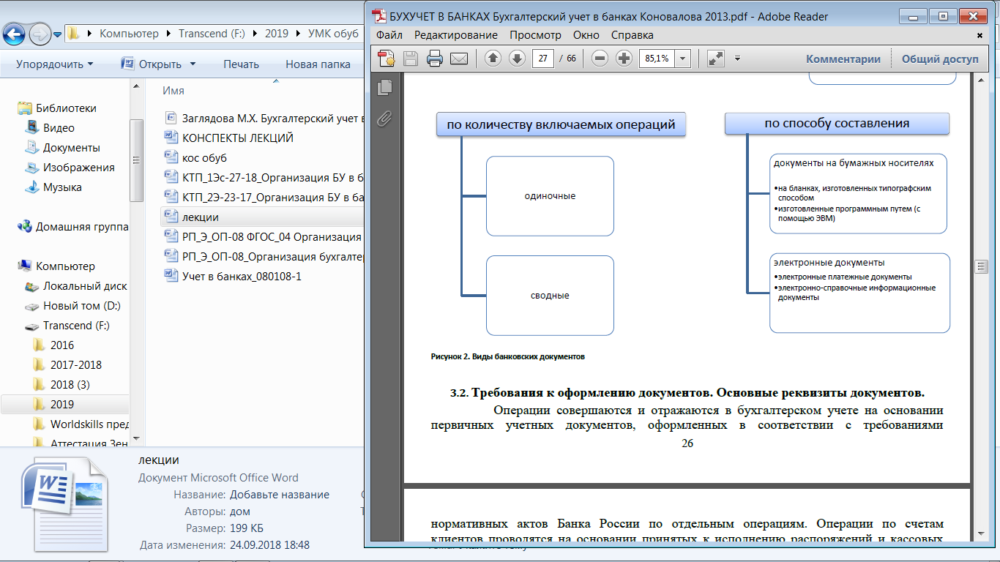 Компьютер
Transcend (F:)
2019
УМК обуб
Упорядочить
Открыть
Печать
Новая папка
Библиотеки
Видео
Документы
Изображения
Музыка
Домашняя группа
Компьютер
Локальный диск
Новый том (D:)
Transcend (F:)
2016
2017-2018
2018 (3)
2019
Worldskills пред
Аттестация Зен
Имя
Заглядова М.Х. Бухгалтерский учет в
КОНСПЕКТЫ ЛЕКЦИЙ
кос обуб
КТП_1Эс-27-18_Организация БУ в б
КТП_2Э-23-17_Организация БУ в ба
лекции
РП_Э_ОП-08 ФГОС_04 Организация
РП_Э_ОП-08_Организация бухгалтер
Учет в банках_080108-1
лекции
Документ Microsoft Office Word
Название: Добавьте название
Авторы: дом
Размер: 199 КБ
Дата изменения: 24.09.2018 18:48
БУХУЧЕТ В БАНКАХ Бухгалтерский учет в банках Коновалова 2013.pdf - Adobe Reader
Файл Редактирование Просмотр Окно Справка
27 / 66
85,1%
Комментарии
Общий доступ
по количеству включаемых операций
одиночные
сводные
по способу составления
документы на бумажных носителях
•на бланках, изготовленных типографским
способом
•изготовленные программным путем (с
помощью ЭВМ)
электронные документы
•электронные платежные документы
•электронно-справочные информационные
документы
Рисунок 2. Виды банковских документов
3.2. Требования к оформлению документов. Основные реквизиты документов.
Операции совершаются и отражаются в бухгалтерском учете на основании
первичных учетных документов, оформленных в соответствии с требованиями
26
нормативных актов Банка России по отдельным операциям. Операции по счетам
клиентов проводятся на основании принятых к исполнению распоряжений и кассовых